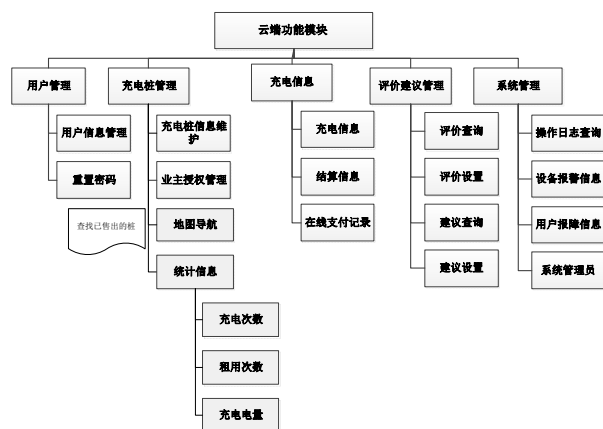 云端功能模块
用户管理
充电桩管理
充电信息
评价建议管理
系统管理
用户信息管理
重置密码
充电桩信息维
护
业主授权管理
查找已售出的桩
地图导航
统计信息
充电次数
租用次数
充电电量
充电信息
结算信息
在线支付记录
评价查询
评价设置
建议查询
建议设置
操作日志查询
设备报警信息
用户报障信息
系统管理员